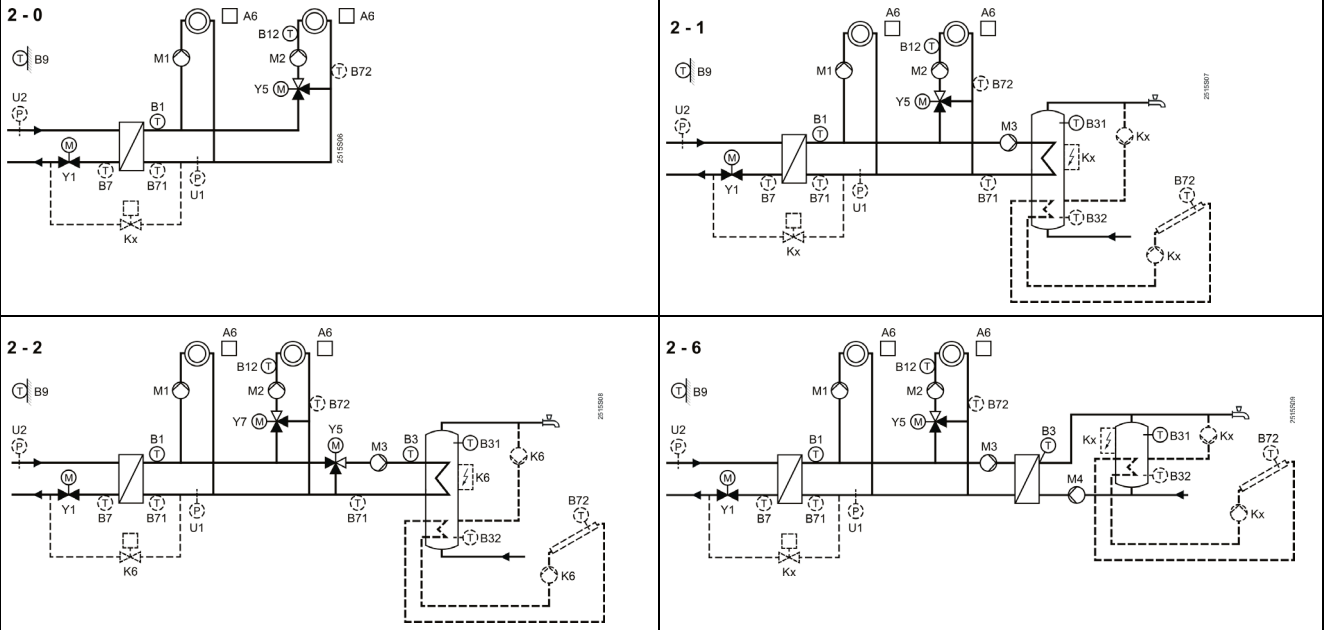 2 - 0
A6
A6
B12 T
M1
M2
T B9
T B72
Y5 M
U2
P
B1
T
M
Y1
T
B7
T
B71
P
U1
Kx
2515S06
2 - 1
A6
A6
B12 T
M1
M2
T B9
T B72
Y5 M
2515S07
U2
P
B1
T
M3
T B31
Kx
Kx
M
Y1
T
B7
T
B71
P
U1
T
B71
B72
T
T B32
Kx
Kx
2 - 2
A6
A6
B12 T
M1
M2
T B9
T B72
Y7 M
Y5
M
2515S08
U2
P
B1
T
M3
B3
T
T B31
K6
K6
M
Y1
T
B7
T
B71
P
U1
T
B71
B72
T
T B32
K6
K6
2 - 6
A6
A6
B12 T
M1
M2
T B9
T B72
Y5 M
2515S09
U2
P
B1
T
M3
B3
T
Kx
T B31
Kx
B72
T
M
Y1
T
B7
T
B71
P
U1
M4
T B32
Kx
Kx